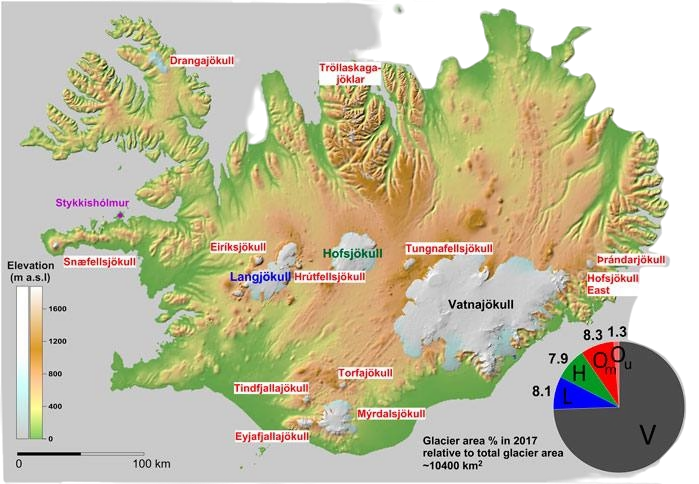 Drangajökull
Tröllaskaga-
jöklar
Stykkishólmur
Snæfellsjökull
Eiríksjökull
Hofsjökull
Tungnafellsjökull
Þrándarjökull
Langjökull
Hrútfellsjökull
Hofsjökull
East
Vatnajökull
Elevation
(m a.s.l)
1600
1200
800
400
0
Torfajökull
Tindfjallajökull
Mýrdalsjökull
Eyjafjallajökull
0
100 km
Glacier area % in 2017
relative to total glacier area
~10400 km²
8.3
1.3
7.9
8.1
Om
Ou
H
L
V